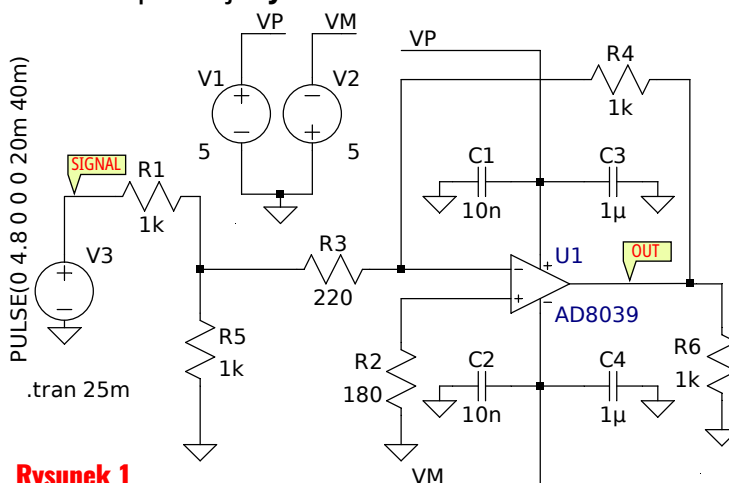 VP
VM
VP
R4
1k
V1
V2
5
5
PULSE(0 4.8 0 0 0 20m 40m)
SIGNAL
R1
1k
C1
10n
C3
1µ
V3
R3
220
U1
OUT
AD8039
R5
1k
R2
180
C2
10n
C4
1µ
R6
1k
.tran 25m
VM
Rysunek 1